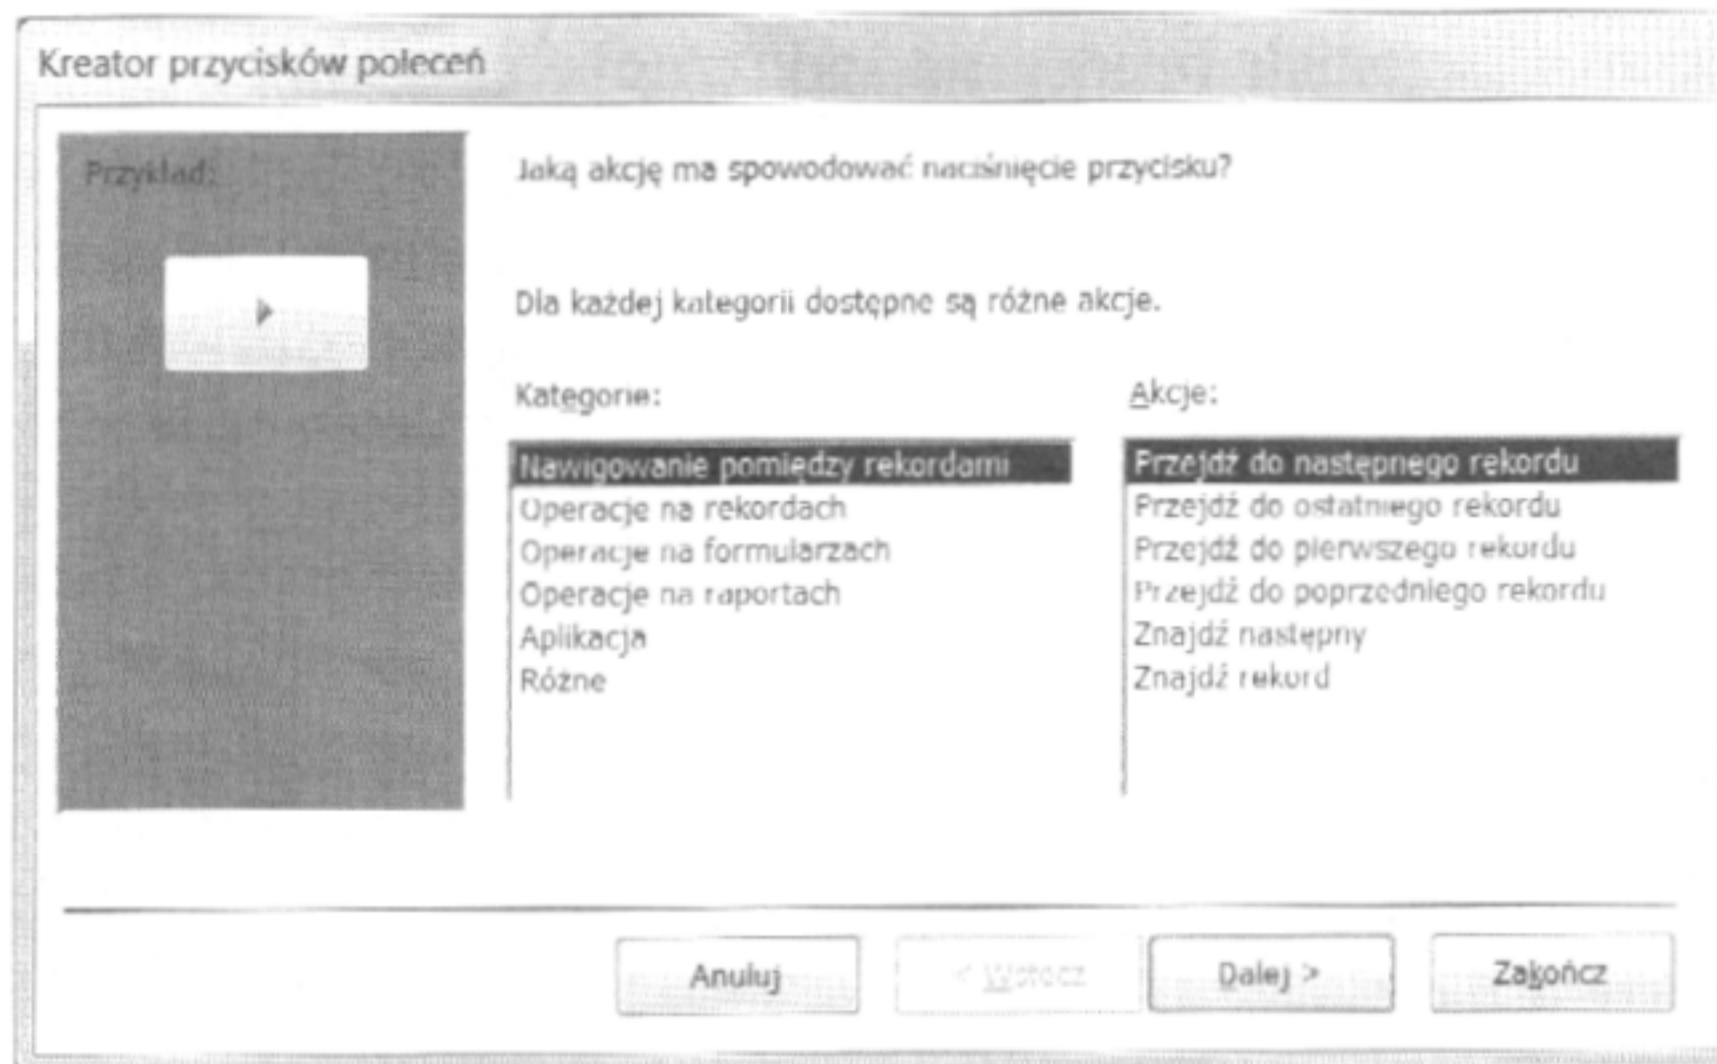 Kreator przycisków poleceń
Przykład:
Jaką akcję ma spowodować naciśnięcie przycisku?
Dla każdej kategorii dostępne są różne akcje.
Kategorie:
Nawigowanie pomiędzy rekordami
Operacje na rekordach
Operacje na formularzach
Operacje na raportach
Aplikacja
Różne
Akcje:
Przejdź do następnego rekordu
Przejdź do ostatniego rekordu
Przejdź do pierwszego rekordu
Przejdź do poprzedniego rekordu
Znajdź następny
Znajdź rekord
Anuluj
< Wstecz
Dalej >
Zakończ